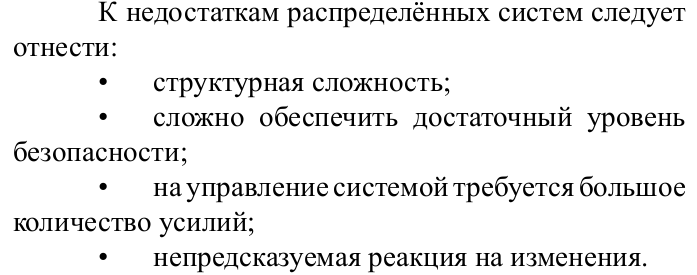 К недостаткам распределённых систем следует
отнести:
• структурная сложность;
• сложно обеспечить достаточный уровень
безопасности;
• на управление системой требуется большое
количество усилий;
• непредсказуемая реакция на изменения.